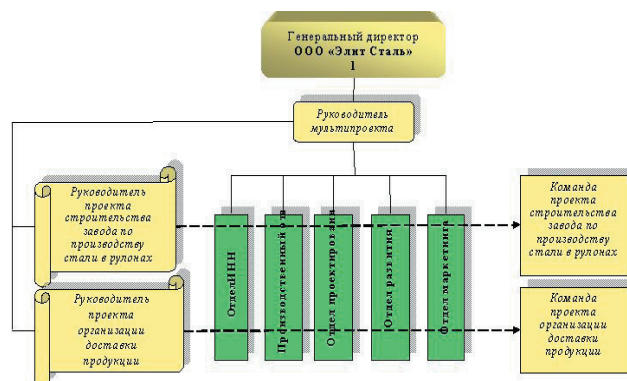 Генеральный директор
ООО «Элит Сталь»
1
Руководитель
мультипроекта
Руководитель
проекта
строительства
завода по
производству
стали в рулонах
Руководитель
проекта
организации
доставки
продукции
ОтделИНН
Производственный отв
Отдел проектировани
Отдел развития
Отдел маркетинга
Команда
проекта
строительства
завода по
производству
стали в рулонах
Команда
проекта
организации
доставки
продукции